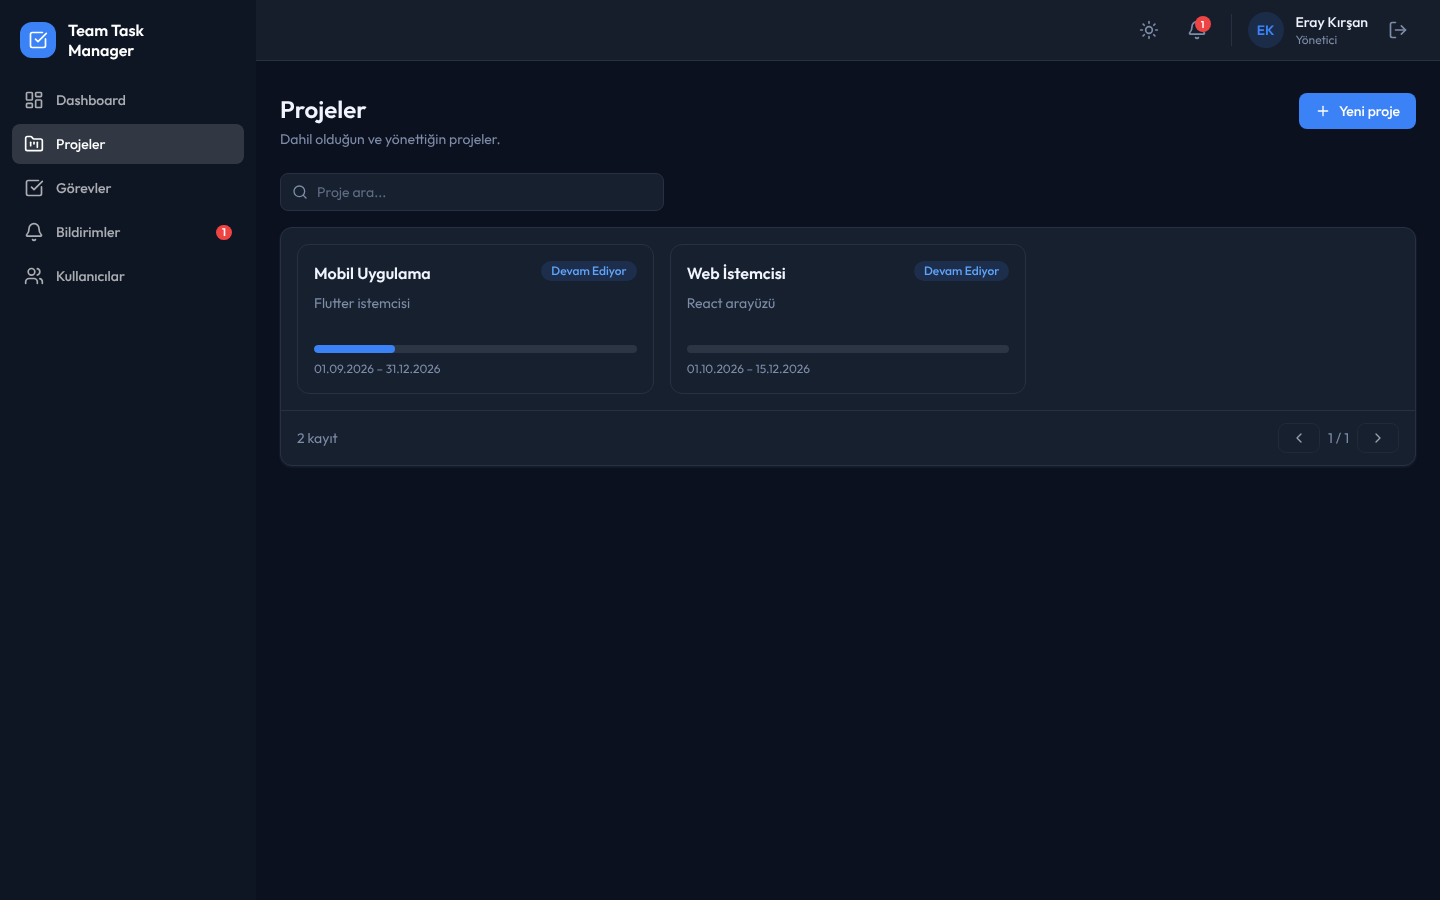 Team Task
Manager
Dashboard
Projeler
Görevler
Bildirimler
1
Kullanıcılar
1
EK
Eray Kırşan
Yönetici
Projeler
Dahil olduğun ve yönettiğin projeler.
Yeni proje
Proje ara...
Mobil Uygulama
Devam Ediyor
Flutter istemcisi
01.09.2026 – 31.12.2026
Web İstemcisi
Devam Ediyor
React arayüzü
01.10.2026 – 15.12.2026
2 kayıt
1 / 1